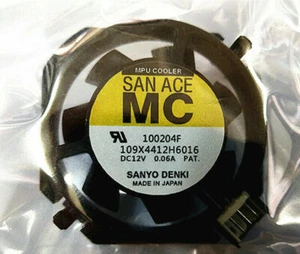 MPU COOLER
SAN ACE
MC
100204F
109X4412H6016
DC12V 0.06A PAT.
SANYO DENKI
MADE IN JAPAN